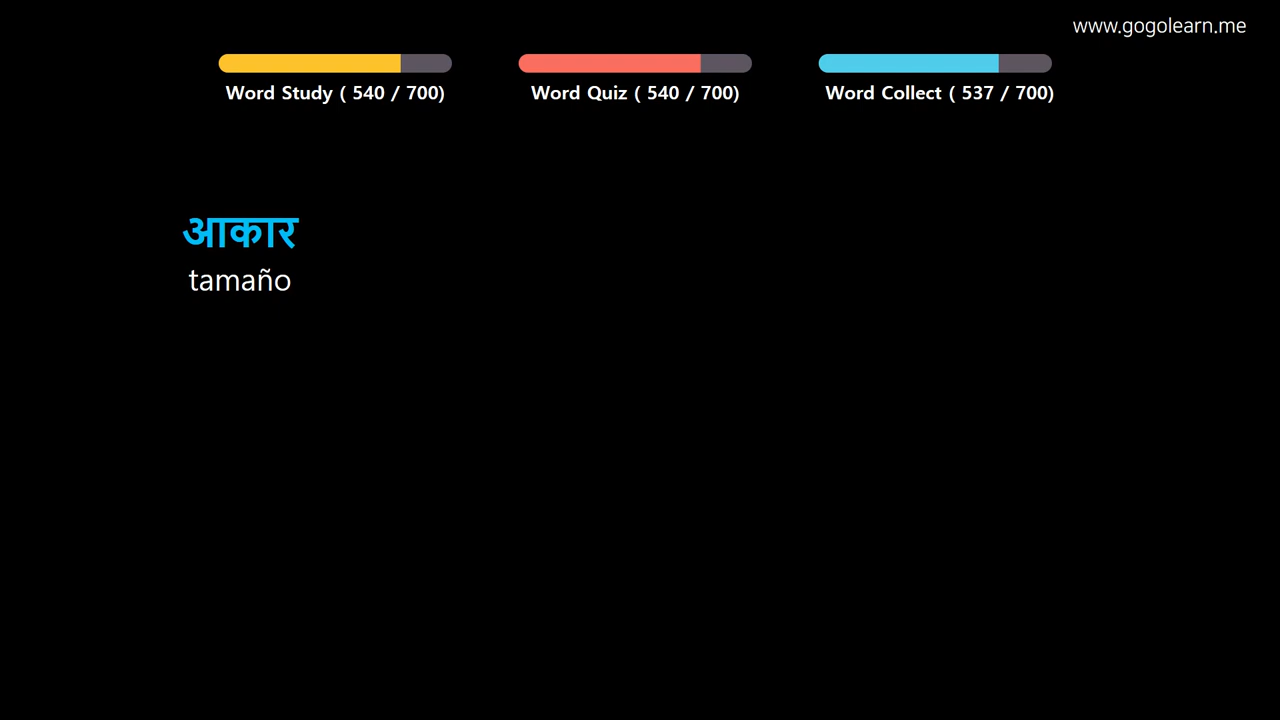 www.gogolearn.me
Word Study ( 540 / 700)
Word Quiz ( 540 / 700)
Word Collect ( 537 / 700)
आकार
tamaño